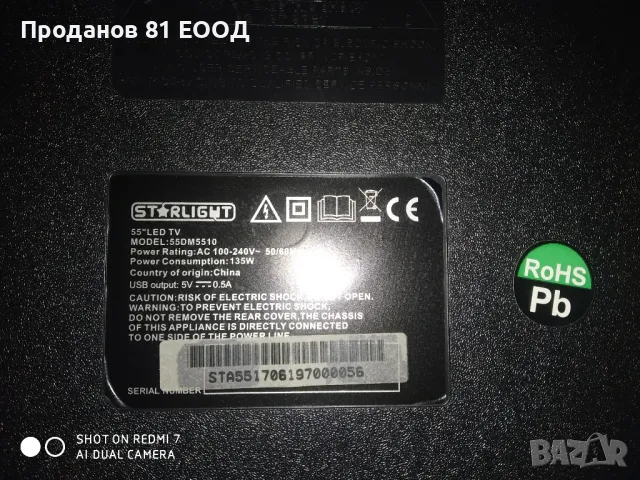 Проданов 81 ЕООД
STARLIGHT
55"LED TV
MODEL:55DM5510
Power Rating:AC 100-240V~ 50/60
Power Consumption:135W
Country of origin:China
USB output: 5V 0.5A
CAUTION:RISK OF ELECTRIC SHOCK OPEN.
WARNING:TO PREVENT ELECTRIC SHOCK,
DO NOT REMOVE THE REAR COVER,THE CHASSIS
OF THIS APPLIANCE IS DIRECTLY CONNECTED
TO ONE SIDE OF THE POWER LINE
STA551706197000056
SERIAL NUMBER
CE
RoHS
Pb
SHOT ON REDMI 7
AI DUAL CAMERA
BAZAR